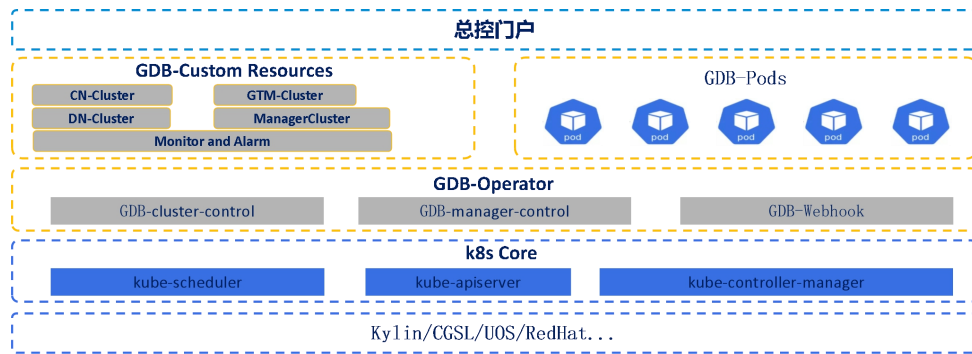 总控门户
GDB-Custom Resources
CN-Cluster
GTM-Cluster
DN-Cluster
ManagerCluster
Monitor and Alarm
GDB-Pods
pod
pod
pod
pod
pod
GDB-Operator
GDB-cluster-control
GDB-manager-control
GDB-Webhook
k8s Core
kube-scheduler
kube-apiserver
kube-controller-manager
Kylin/CGSL/UOS/RedHat...